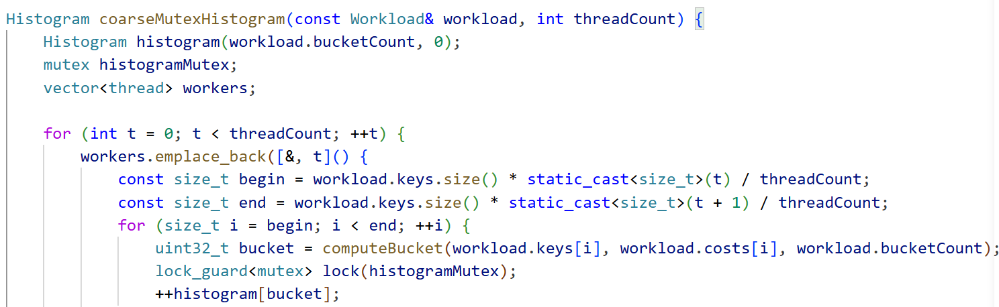 Histogram coarseMutexHistogram(const Workload& workload, int threadCount) {
    Histogram histogram(workload.bucketCount, 0);
    mutex histogramMutex;
    vector<thread> workers;

    for (int t = 0; t < threadCount; ++t) {
        workers.emplace_back([&, t]() {
            const size_t begin = workload.keys.size() * static_cast<size_t>(t) / threadCount;
            const size_t end = workload.keys.size() * static_cast<size_t>(t + 1) / threadCount;
            for (size_t i = begin; i < end; ++i) {
                uint32_t bucket = computeBucket(workload.keys[i], workload.costs[i], workload.bucketCount);
                lock_guard<mutex> lock(histogramMutex);
                ++histogram[bucket];